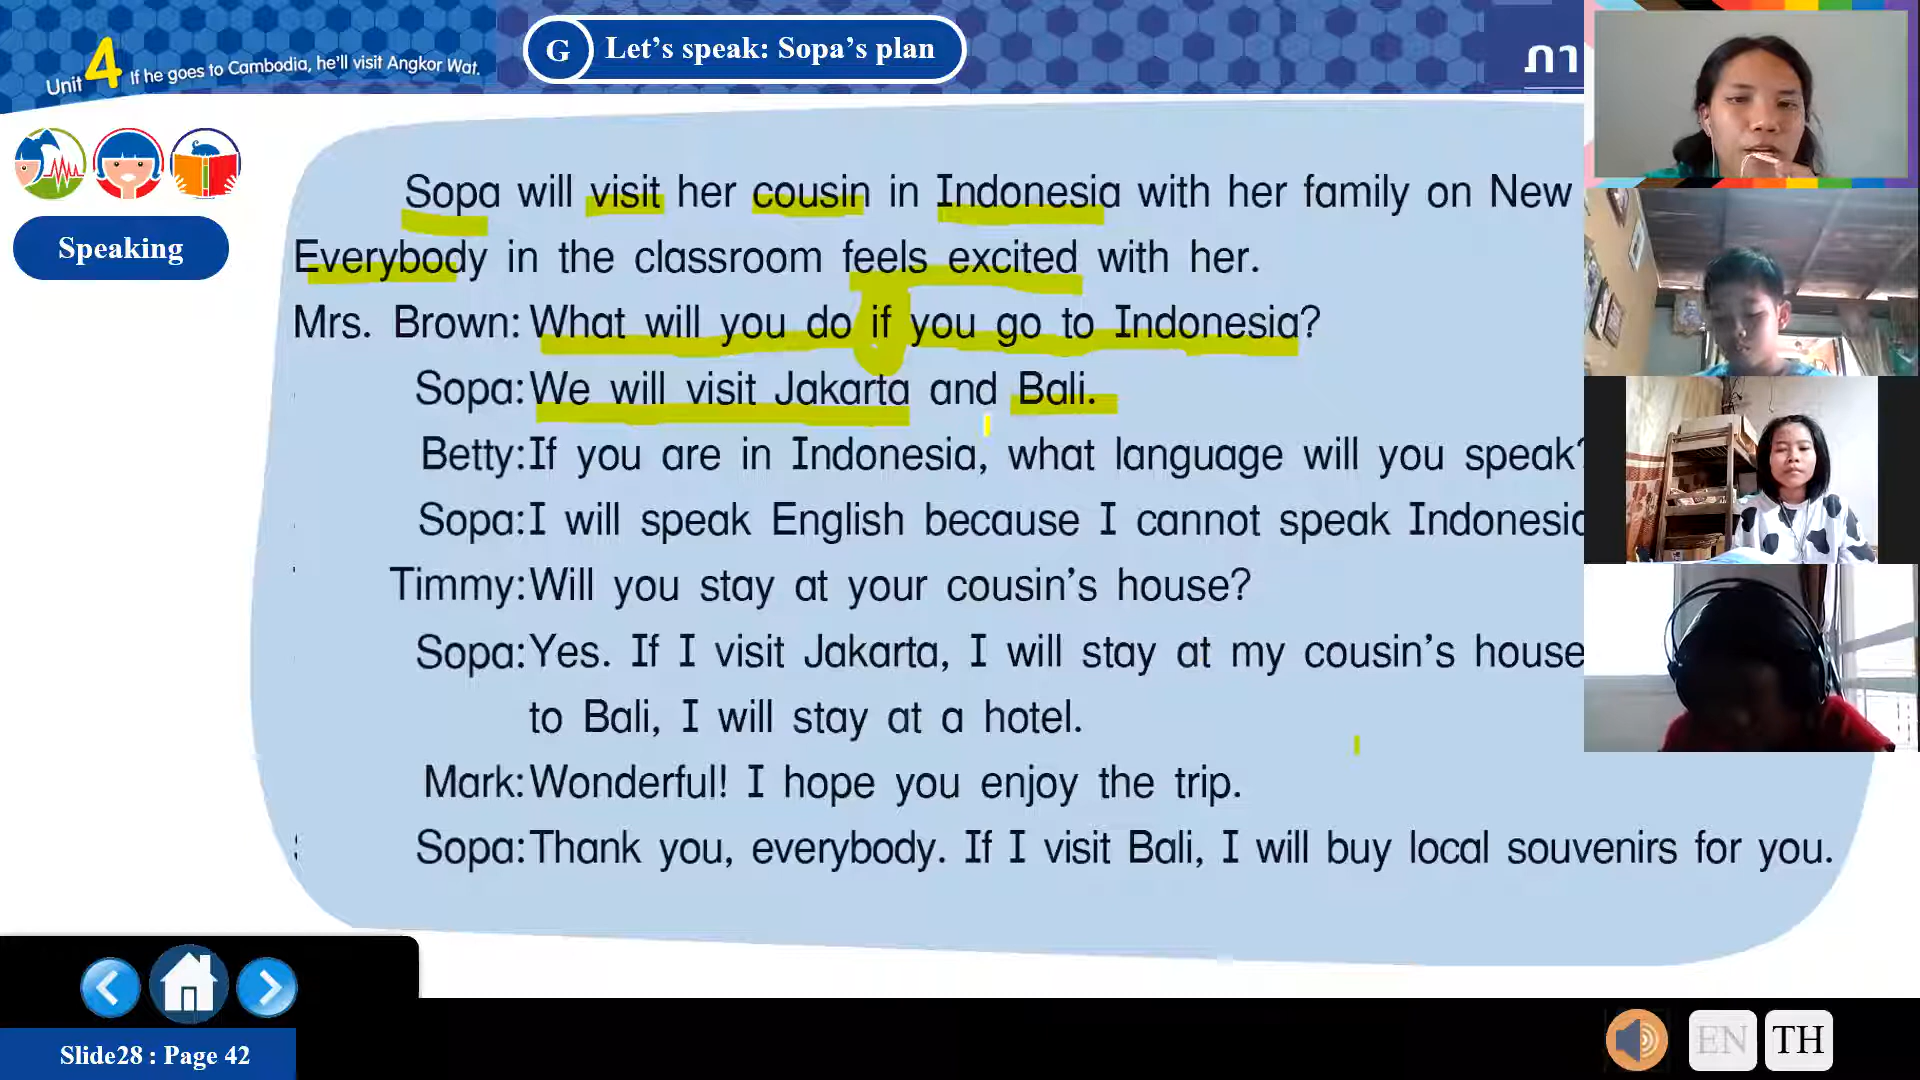 Unit 4 If he goes to Cambodia, he'll visit Angkor Wat.
G Let's speak: Sopa's plan
ภา
Speaking
Sopa will visit her cousin in Indonesia with her family on New
Everybody in the classroom feels excited with her.
Mrs. Brown: What will you do if you go to Indonesia?
Sopa: We will visit Jakarta and Bali.
Betty: If you are in Indonesia, what language will you speak?
Sopa: I will speak English because I cannot speak
Timmy: Will you stay at your cousin's house?
Sopa: Yes. If I visit Jakarta, I will stay at my cousin's house
to Bali, I will stay at a hotel.
Mark: Wonderful! I hope you enjoy the trip.
Sopa: Thank you, everybody. If I visit Bali, I will buy local souvenirs for you.
Slide28 : Page 42
EN TH